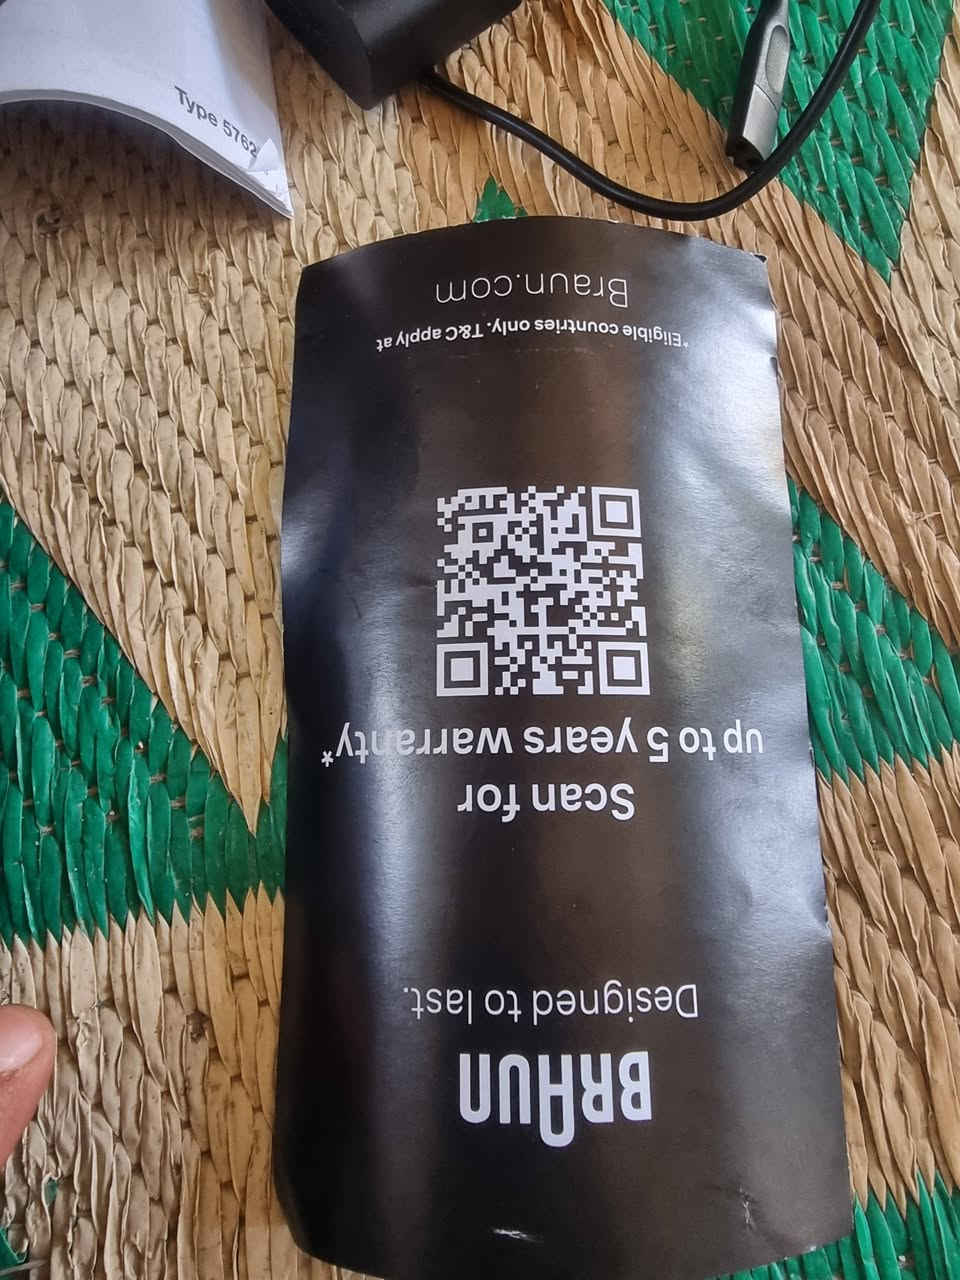 BRAUN
Designed to last.
Scan for
up to 5 years warranty*
*Eligible countries only. T&C apply at
Braun.com
Type 5762